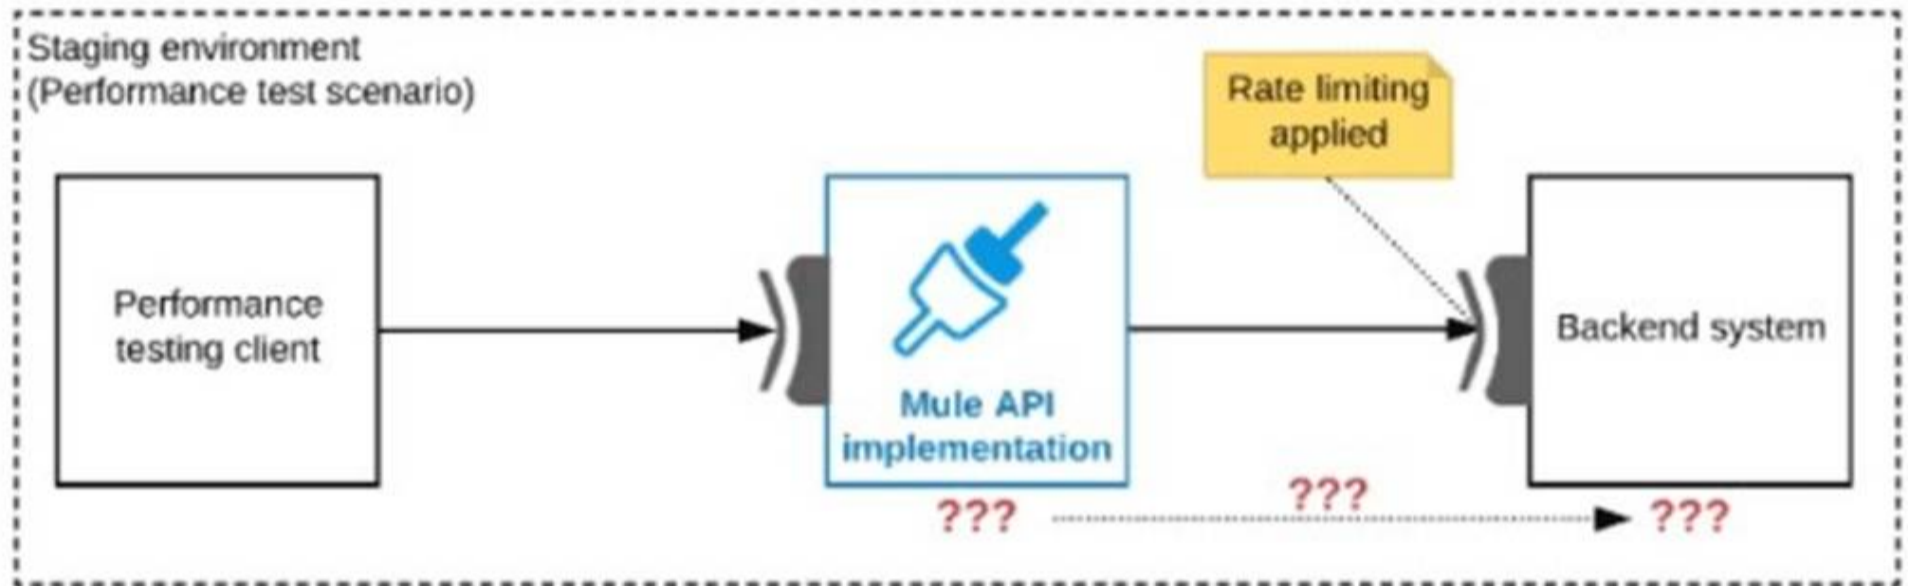 Staging environment
(Performance test scenario)
Rate limiting
applied
Performance
testing client
Mule API
implementation
Backend system
???
???
???